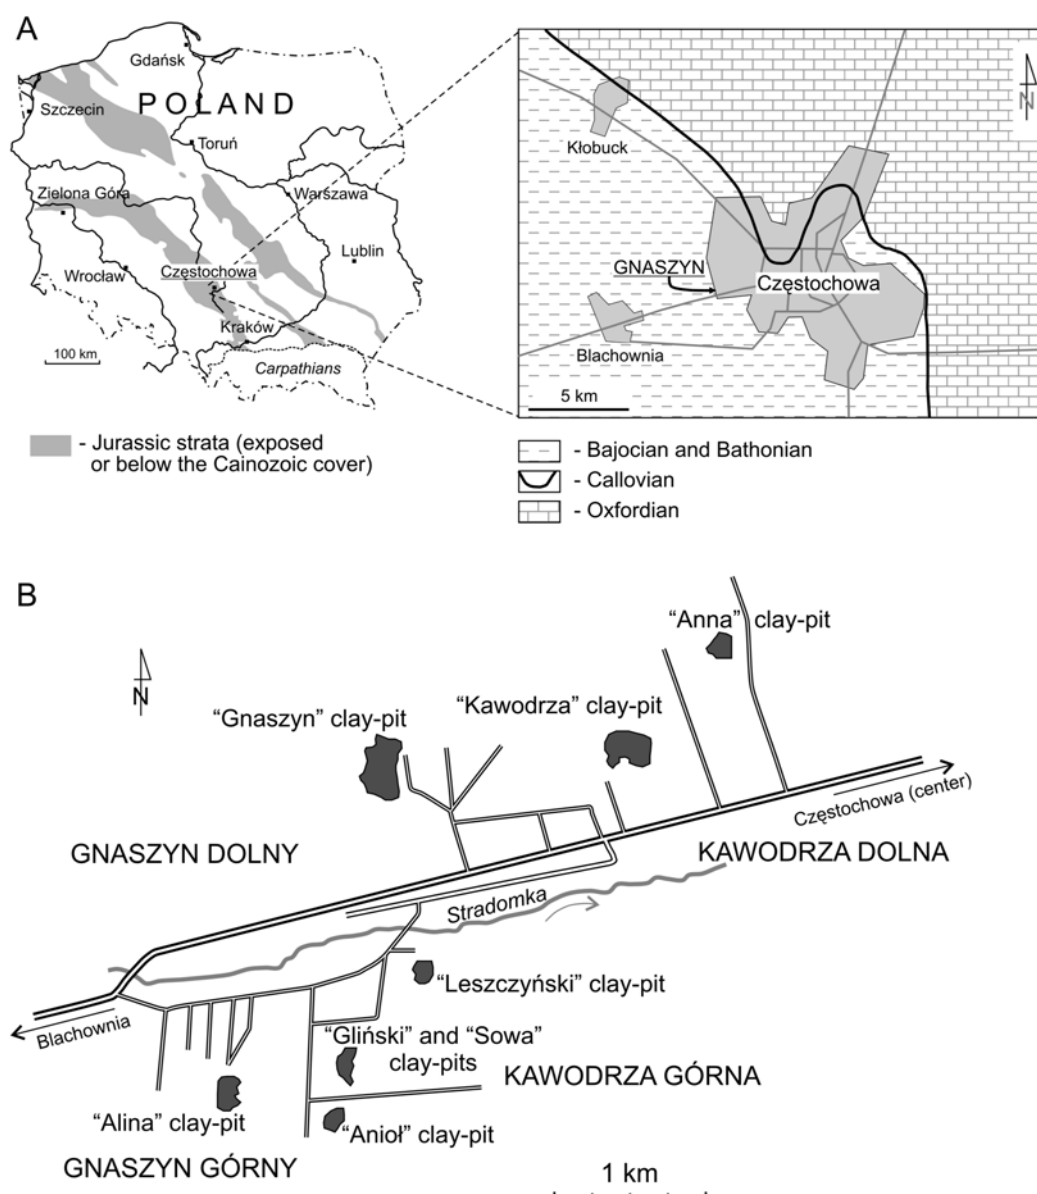 A
Gdańsk
POLAND
Szczecin
Toruń
Zielona Góra
Warszawa
Lublin
Wrocław
Częstochowa
Kraków
100 km
Carpathians
- Jurassic strata (exposed
or below the Cainozoic cover)
N
Kłobuck
GNASZYN
Częstochowa
Blachownia
5 km
- Bajocian and Bathonian
- Callovian
- Oxfordian
B
N
"Anna" clay-pit
"Gnaszyn" clay-pit
"Kawodrza" clay-pit
Częstochowa (center)
GNASZYN DOLNY
KAWODRZA DOLNA
Stradomka
"Leszczyński" clay-pit
Blachownia
"Gliński" and "Sowa"
clay-pits
KAWODRZA GÓRNA
"Alina" clay-pit
"Anioł" clay-pit
GNASZYN GÓRNY
1 km